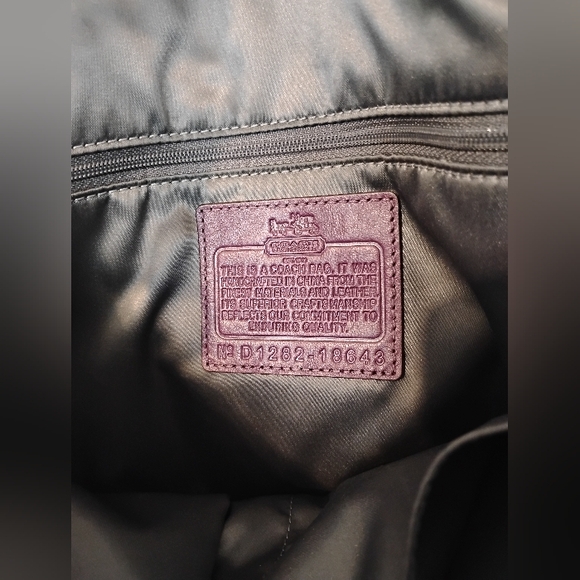 COACH
THIS IS A COACH BAG. IT WAS
HANDCRAFTED IN CHINA FROM THE
FINEST MATERIALS AND LEATHER.
ITS SUPERIOR CRAFTSMANSHIP
REFLECTS OUR COMMITMENT TO
ENDURING QUALITY.
Nº D1282-18643